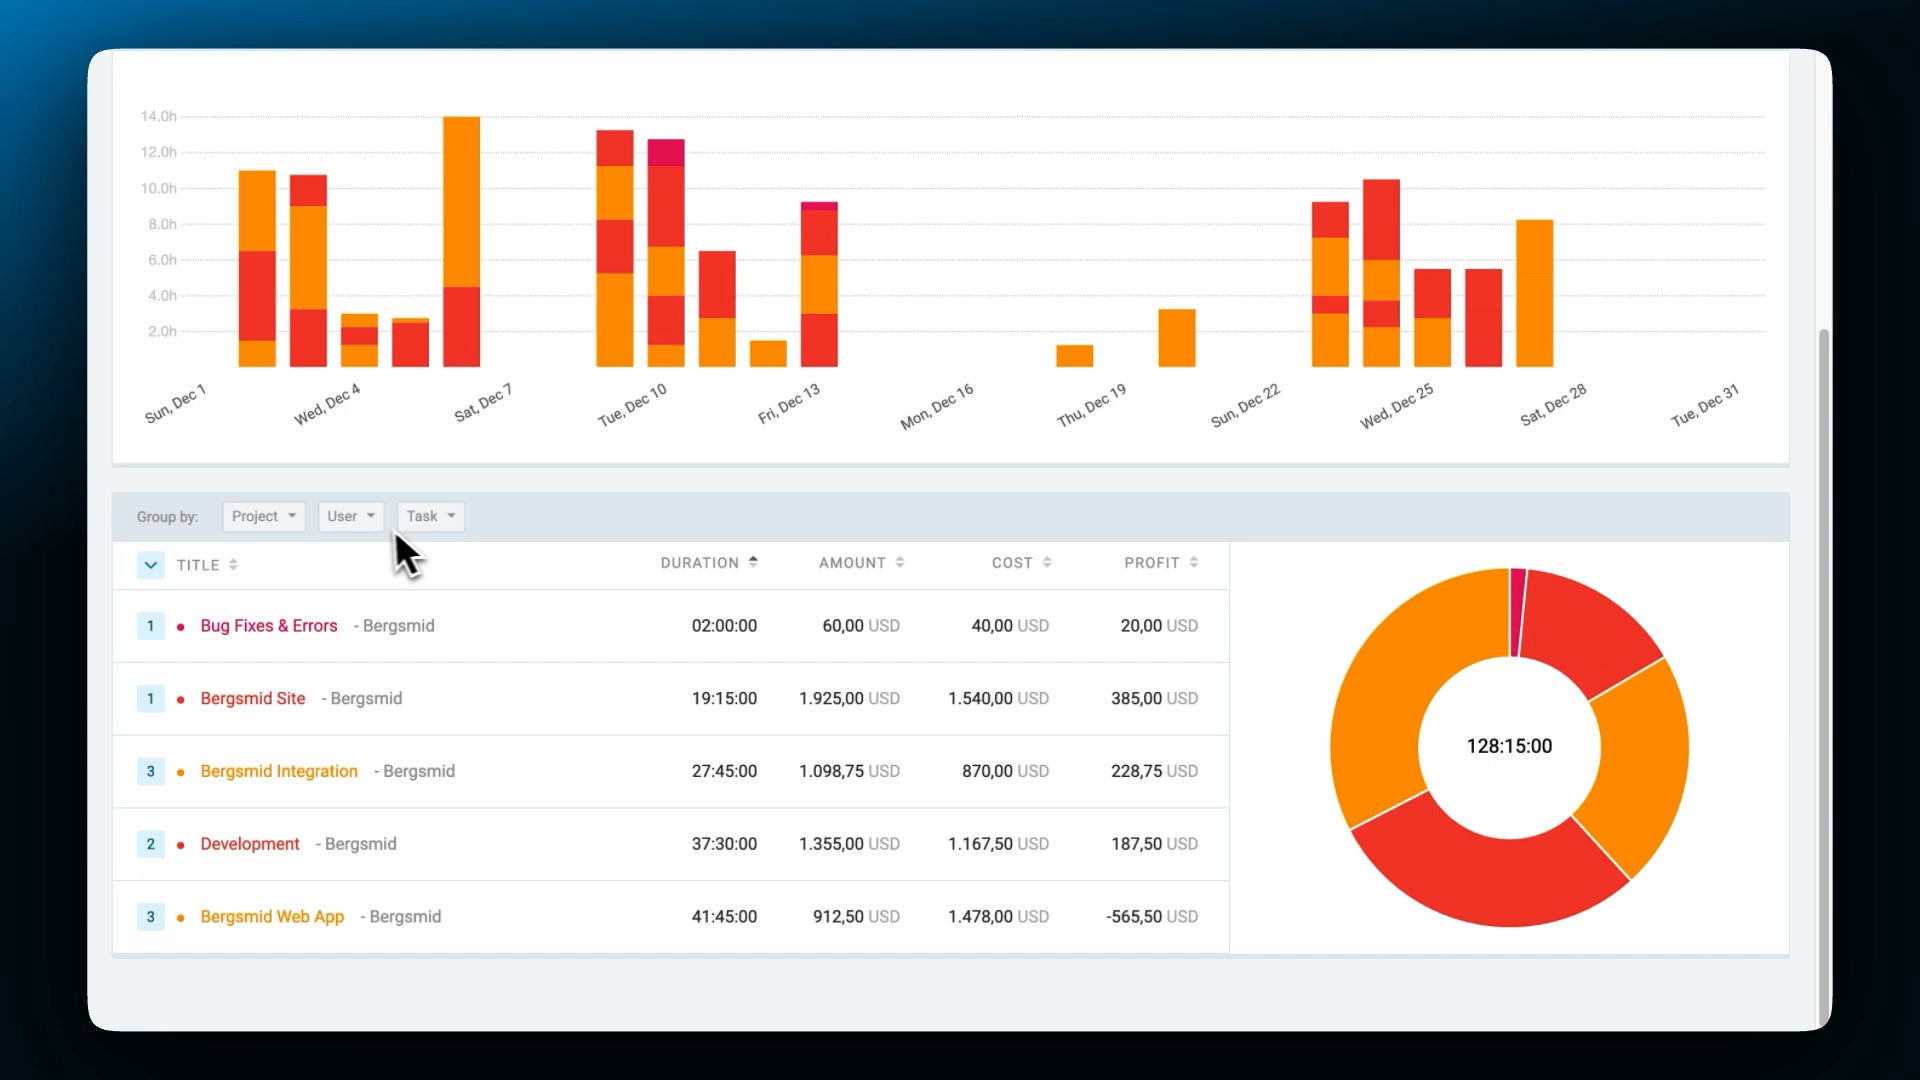 14.0h
12.0h
10.0h
8.0h
6.0h
4.0h
2.0h
Sun, Dec 1
Wed, Dec 4
Sat, Dec 7
Tue, Dec 10
Fri, Dec 13
Mon, Dec 16
Thu, Dec 19
Sun, Dec 22
Wed, Dec 25
Sat, Dec 28
Tue, Dec 31
Group by: Project User Task
TITLE DURATION AMOUNT COST PROFIT
1 Bug Fixes & Errors - Bergsmid 02:00:00 60,00 USD 40,00 USD 20,00 USD
1 Bergsmid Site - Bergsmid 19:15:00 1.925,00 USD 1.540,00 USD 385,00 USD
3 Bergsmid Integration - Bergsmid 27:45:00 1.098,75 USD 870,00 USD 228,75 USD
2 Development - Bergsmid 37:30:00 1.355,00 USD 1.167,50 USD 187,50 USD
3 Bergsmid Web App - Bergsmid 41:45:00 912,50 USD 1.478,00 USD -565,50 USD
128:15:00